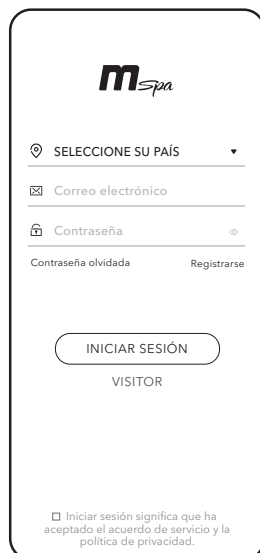 mspa
SELECCIONE SU PAÍS
Correo electrónico
Contraseña
Contraseña olvidada Registrarse
INICIAR SESIÓN
VISITOR
Iniciar sesión significa que ha
aceptado el acuerdo de servicio y la
política de privacidad.